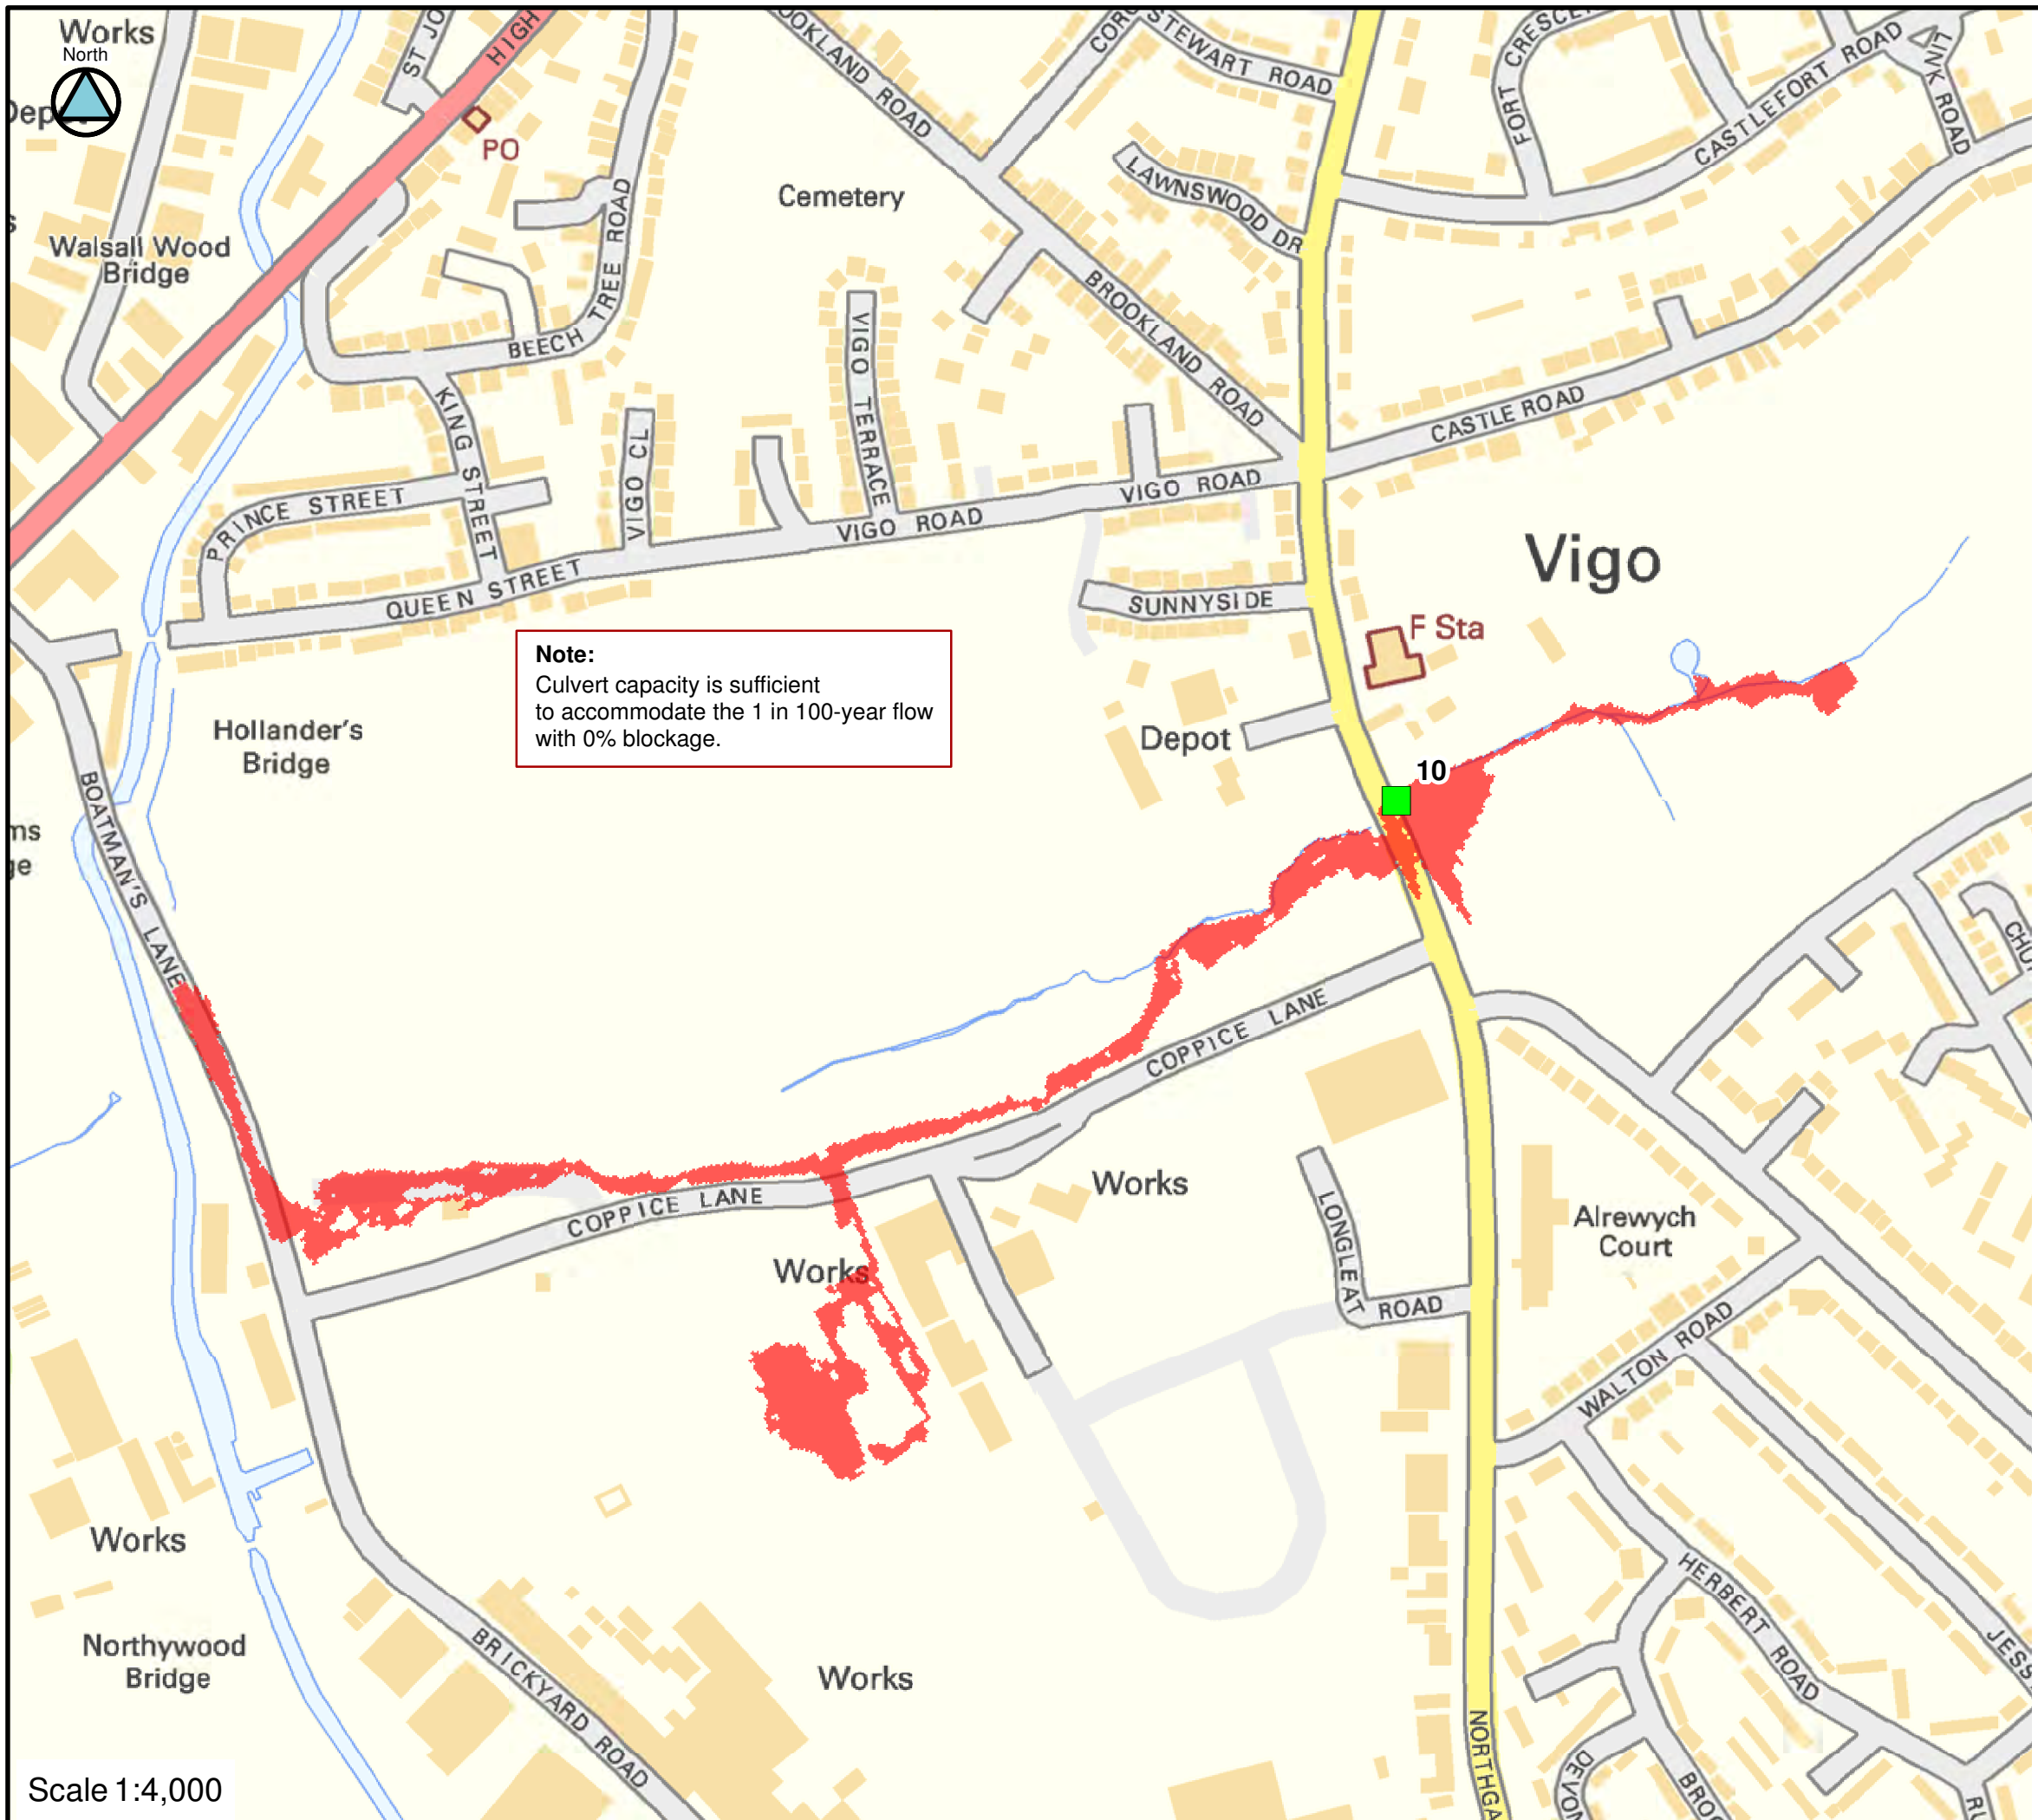 Works
North
ST JO
HIGH
PO
Walsall Wood
Bridge
BEECH TREE ROAD
KING STREET
PRINCE STREET
QUEEN STREET
VIGO CL
VIGO TERRACE
VIGO ROAD
VIGO ROAD
Cemetery
OOKLAND ROAD
BROOKLAND ROAD
STEWART ROAD
LAWNSWOOD DR
FORT CRESCE
CASTLEFORT ROAD
LINK ROAD
CASTLE ROAD
SUNNYSIDE
Vigo
F Sta
Depot
10
Note:
Culvert capacity is sufficient
to accommodate the 1 in 100-year flow
with 0% blockage.
Hollander's
Bridge
BOATMAN'S LANE
COPPICE LANE
COPPICE LANE
Works
Works
LONGLEAT ROAD
Alrewych
Court
WALTON ROAD
HERBERT ROAD
JESS
DEVON
BROO
NORTHGA
Works
Northywood
Bridge
BRICKYARD ROAD
Works
Scale 1:4,000